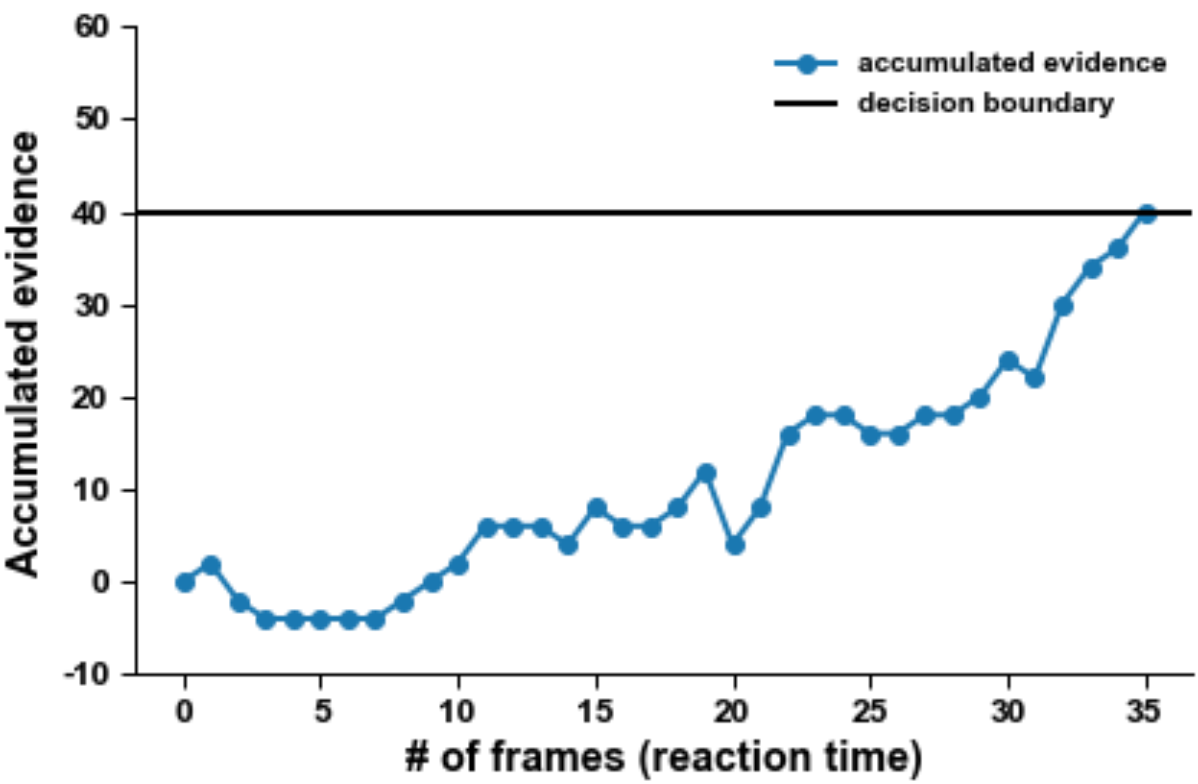 60
50
40
30
20
10
0
-10
Accumulated evidence
accumulated evidence
decision boundary
0 5 10 15 20 25 30 35
# of frames (reaction time)